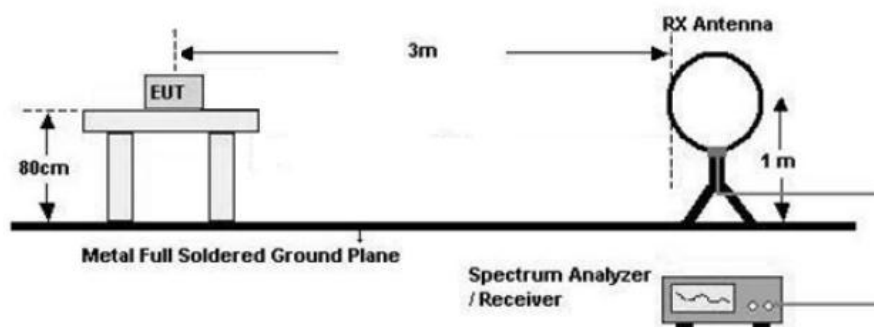 RX Antenna
3m
EUT
80cm
1 m
Metal Full Soldered Ground Plane
Spectrum Analyzer
/ Receiver